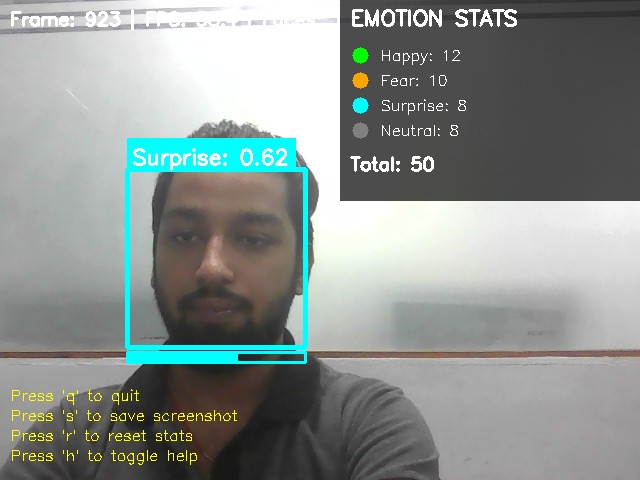 Frame: 923 | FPS:
EMOTION STATS
Happy: 12
Fear: 10
Surprise: 8
Neutral: 8
Total: 50
Surprise: 0.62
Press 'q' to quit
Press 's' to save screenshot
Press 'r' to reset stats
Press 'h' to toggle help